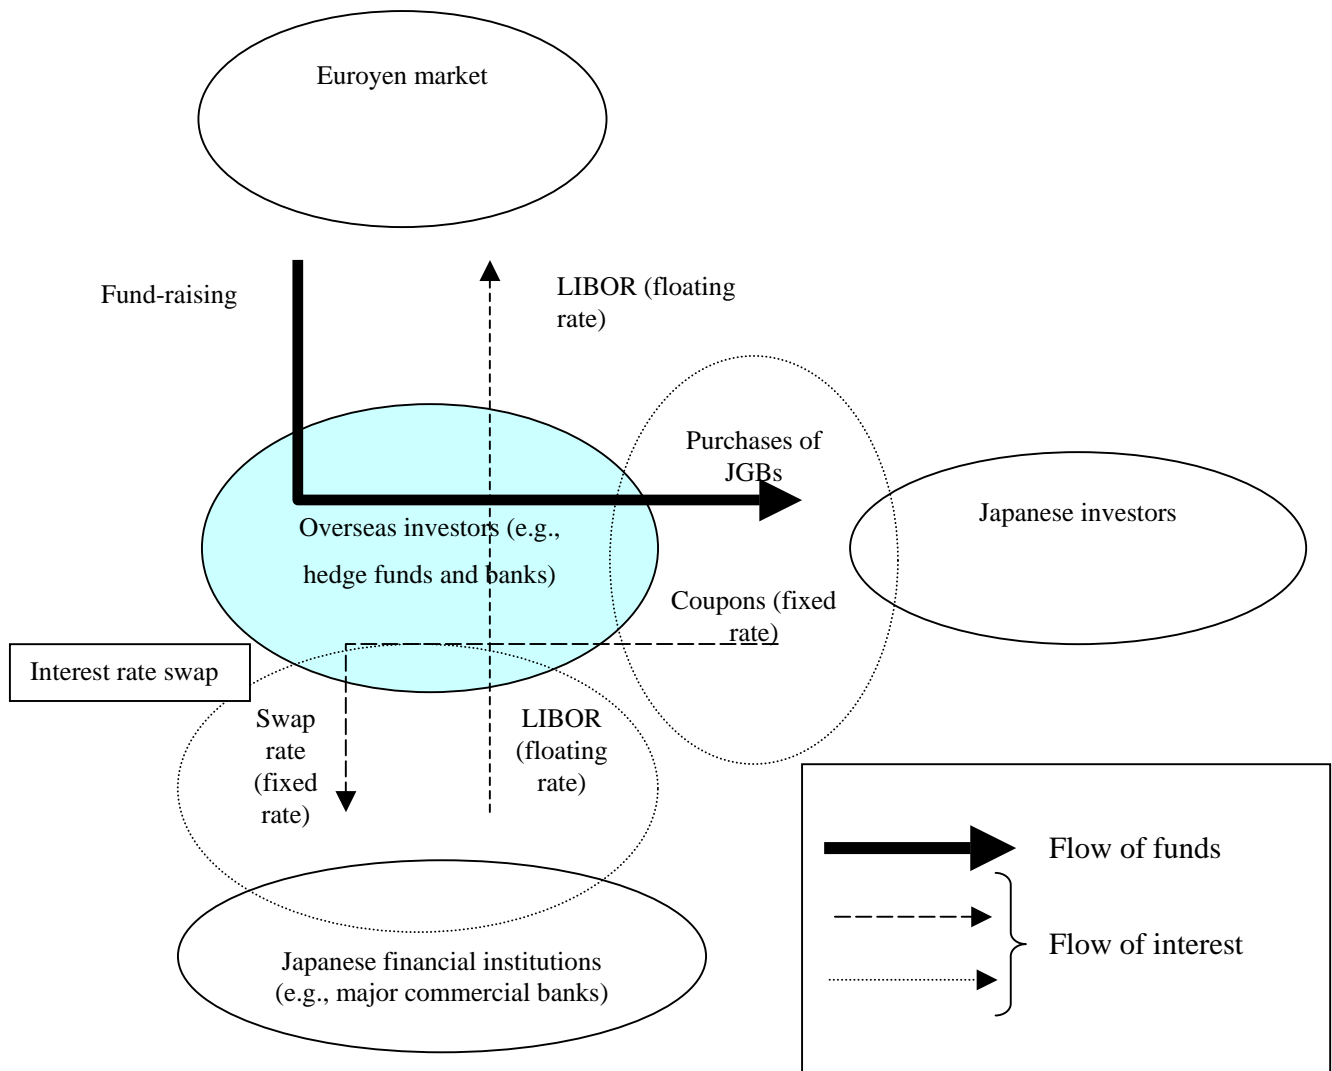 Euroyen market
Fund-raising
LIBOR (floating
rate)
Purchases of
JGBs
Japanese investors
Overseas investors (e.g.,
hedge funds and banks)
Coupons (fixed
rate)
Interest rate swap
Swap
rate
(fixed
rate)
LIBOR
(floating
rate)
Flow of funds
Flow of interest
Japanese financial institutions
(e.g., major commercial banks)